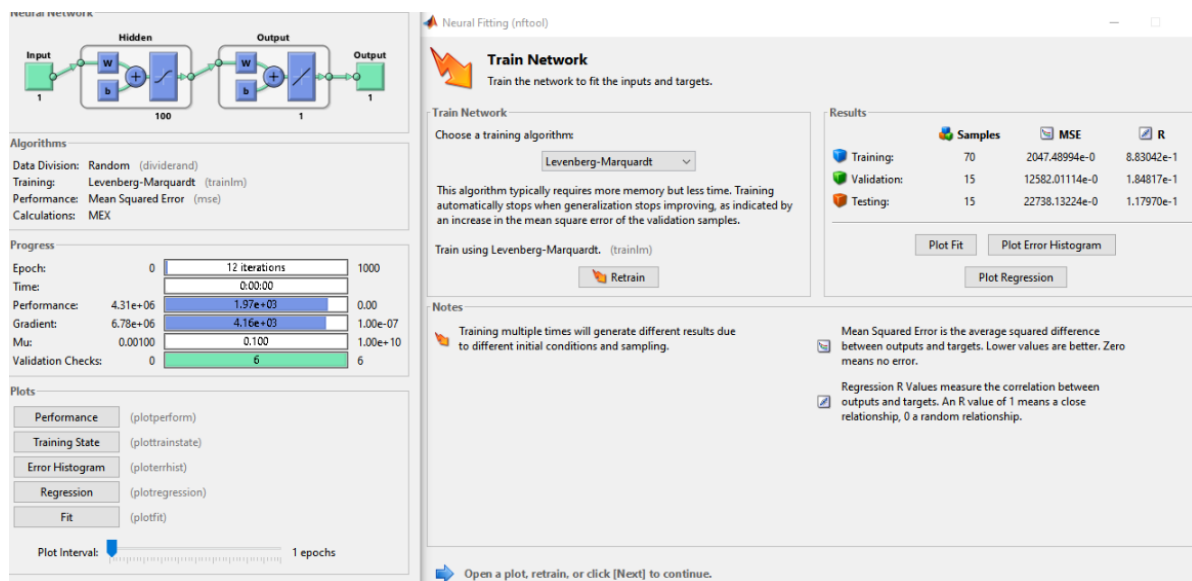 Neural Network
Hidden
Output
Input
Output
W
b
W
b
1
100
1
1
Algorithms
Data Division: Random (dividerand)
Training: Levenberg-Marquardt (trainlm)
Performance: Mean Squared Error (mse)
Calculations: MEX
Progress
Epoch: 0 12 iterations 1000
Time: 0:00:00
Performance: 4.31e+06 1.97e+03 0.00
Gradient: 6.78e+06 4.16e+03 1.00e-07
Mu: 0.00100 0.100 1.00e+10
Validation Checks: 0 6 6
Plots
Performance (plotperform)
Training State (plottrainstate)
Error Histogram (ploterrhist)
Regression (plotregression)
Fit (plotfit)
Plot Interval: 1 epochs
Neural Fitting (nftool)
Train Network
Train the network to fit the inputs and targets.
Train Network
Choose a training algorithm:
Levenberg-Marquardt
This algorithm typically requires more memory but less time. Training
automatically stops when generalization stops improving, as indicated by
an increase in the mean square error of the validation samples.
Train using Levenberg-Marquardt. (trainlm)
Retrain
Results
Samples MSE R
Training: 70 2047.48994e-0 8.83042e-1
Validation: 15 12582.01114e-0 1.84817e-1
Testing: 15 22738.13224e-0 1.17970e-1
Plot Fit Plot Error Histogram
Plot Regression
Notes
Training multiple times will generate different results due
to different initial conditions and sampling.
Mean Squared Error is the average squared difference
between outputs and targets. Lower values are better. Zero
means no error.
Regression R Values measure the correlation between
outputs and targets. An R value of 1 means a close
relationship, 0 a random relationship.
Open a plot, retrain, or click [Next] to continue.